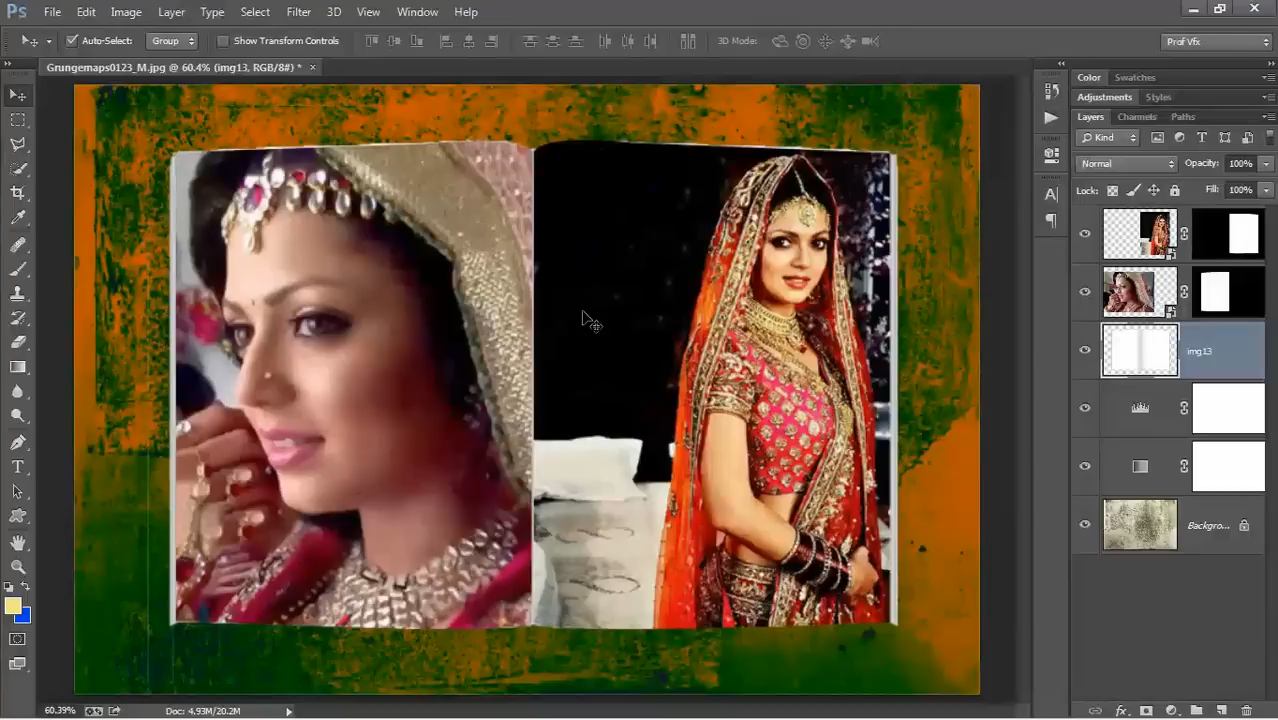 Ps File Edit Image Layer Type Select Filter 3D View Window Help
Auto-Select: Group Show Transform Controls 3D Mode: Prof Vfx
Grungemaps0123_M.jpg @ 60.4% (img13, RGB/8#) * ×
Color Swatches
Adjustments Styles
Layers Channels Paths
Kind
Normal Opacity: 100%
Lock: Fill: 100%
img13
Backgro...
60.39% Doc: 4.93M/20.2M